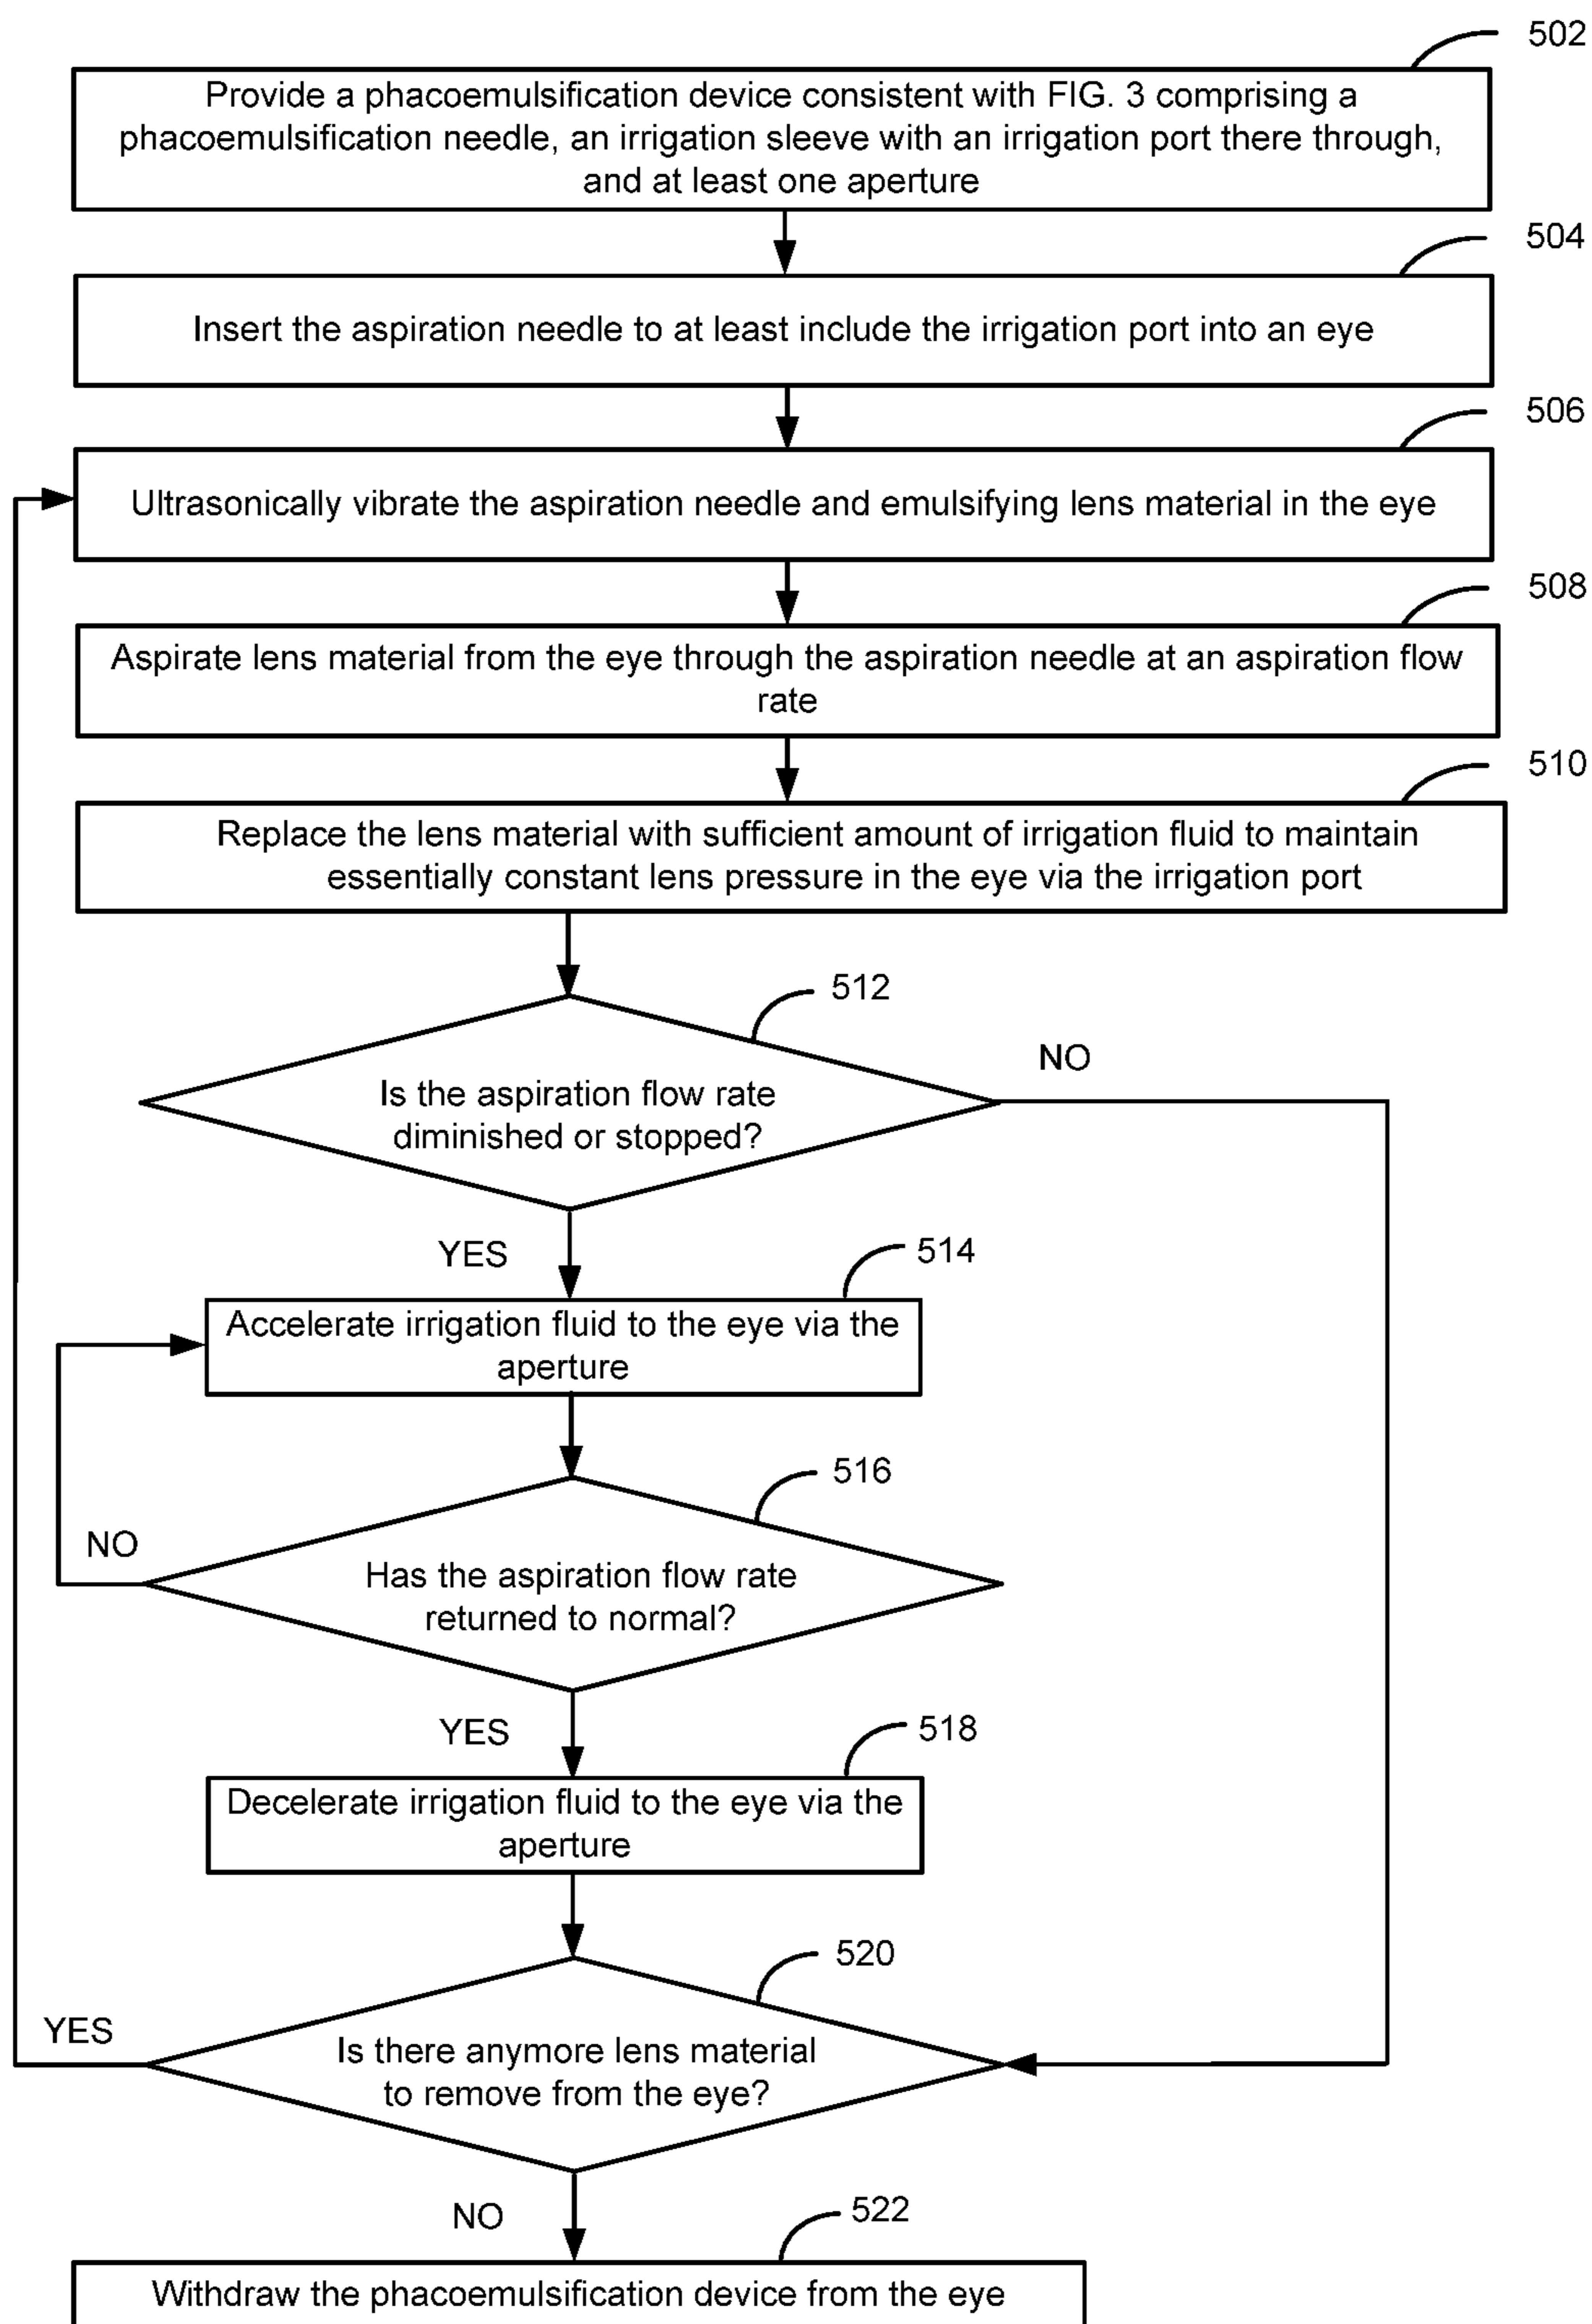 502
Provide a phacoemulsification device consistent with FIG. 3 comprising a
phacoemulsification needle, an irrigation sleeve with an irrigation port there through,
and at least one aperture
504
Insert the aspiration needle to at least include the irrigation port into an eye
506
Ultrasonically vibrate the aspiration needle and emulsifying lens material in the eye
508
Aspirate lens material from the eye through the aspiration needle at an aspiration flow
rate
510
Replace the lens material with sufficient amount of irrigation fluid to maintain
essentially constant lens pressure in the eye via the irrigation port
512
NO
Is the aspiration flow rate
diminished or stopped?
YES
514
Accelerate irrigation fluid to the eye via the
aperture
516
NO
Has the aspiration flow rate
returned to normal?
YES
518
Decelerate irrigation fluid to the eye via the
aperture
520
YES
Is there anymore lens material
to remove from the eye?
NO
522
Withdraw the phacoemulsification device from the eye